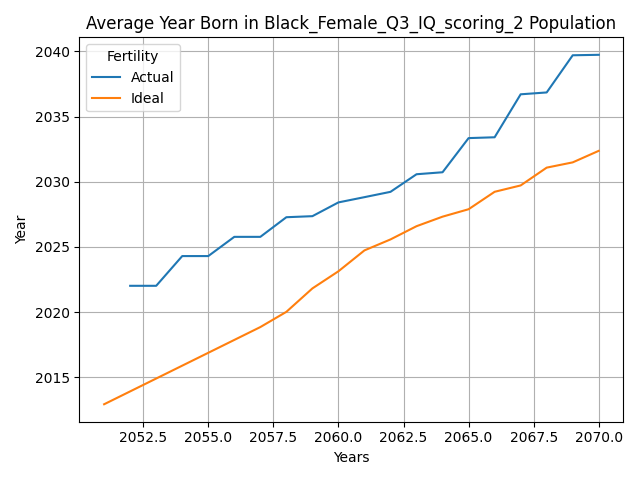 Average Year Born in Black_Female_Q3_IQ_scoring_2 Population
Fertility
Actual
Ideal
Year
2040
2035
2030
2025
2020
2015
2052.5 2055.0 2057.5 2060.0 2062.5 2065.0 2067.5 2070.0
Years